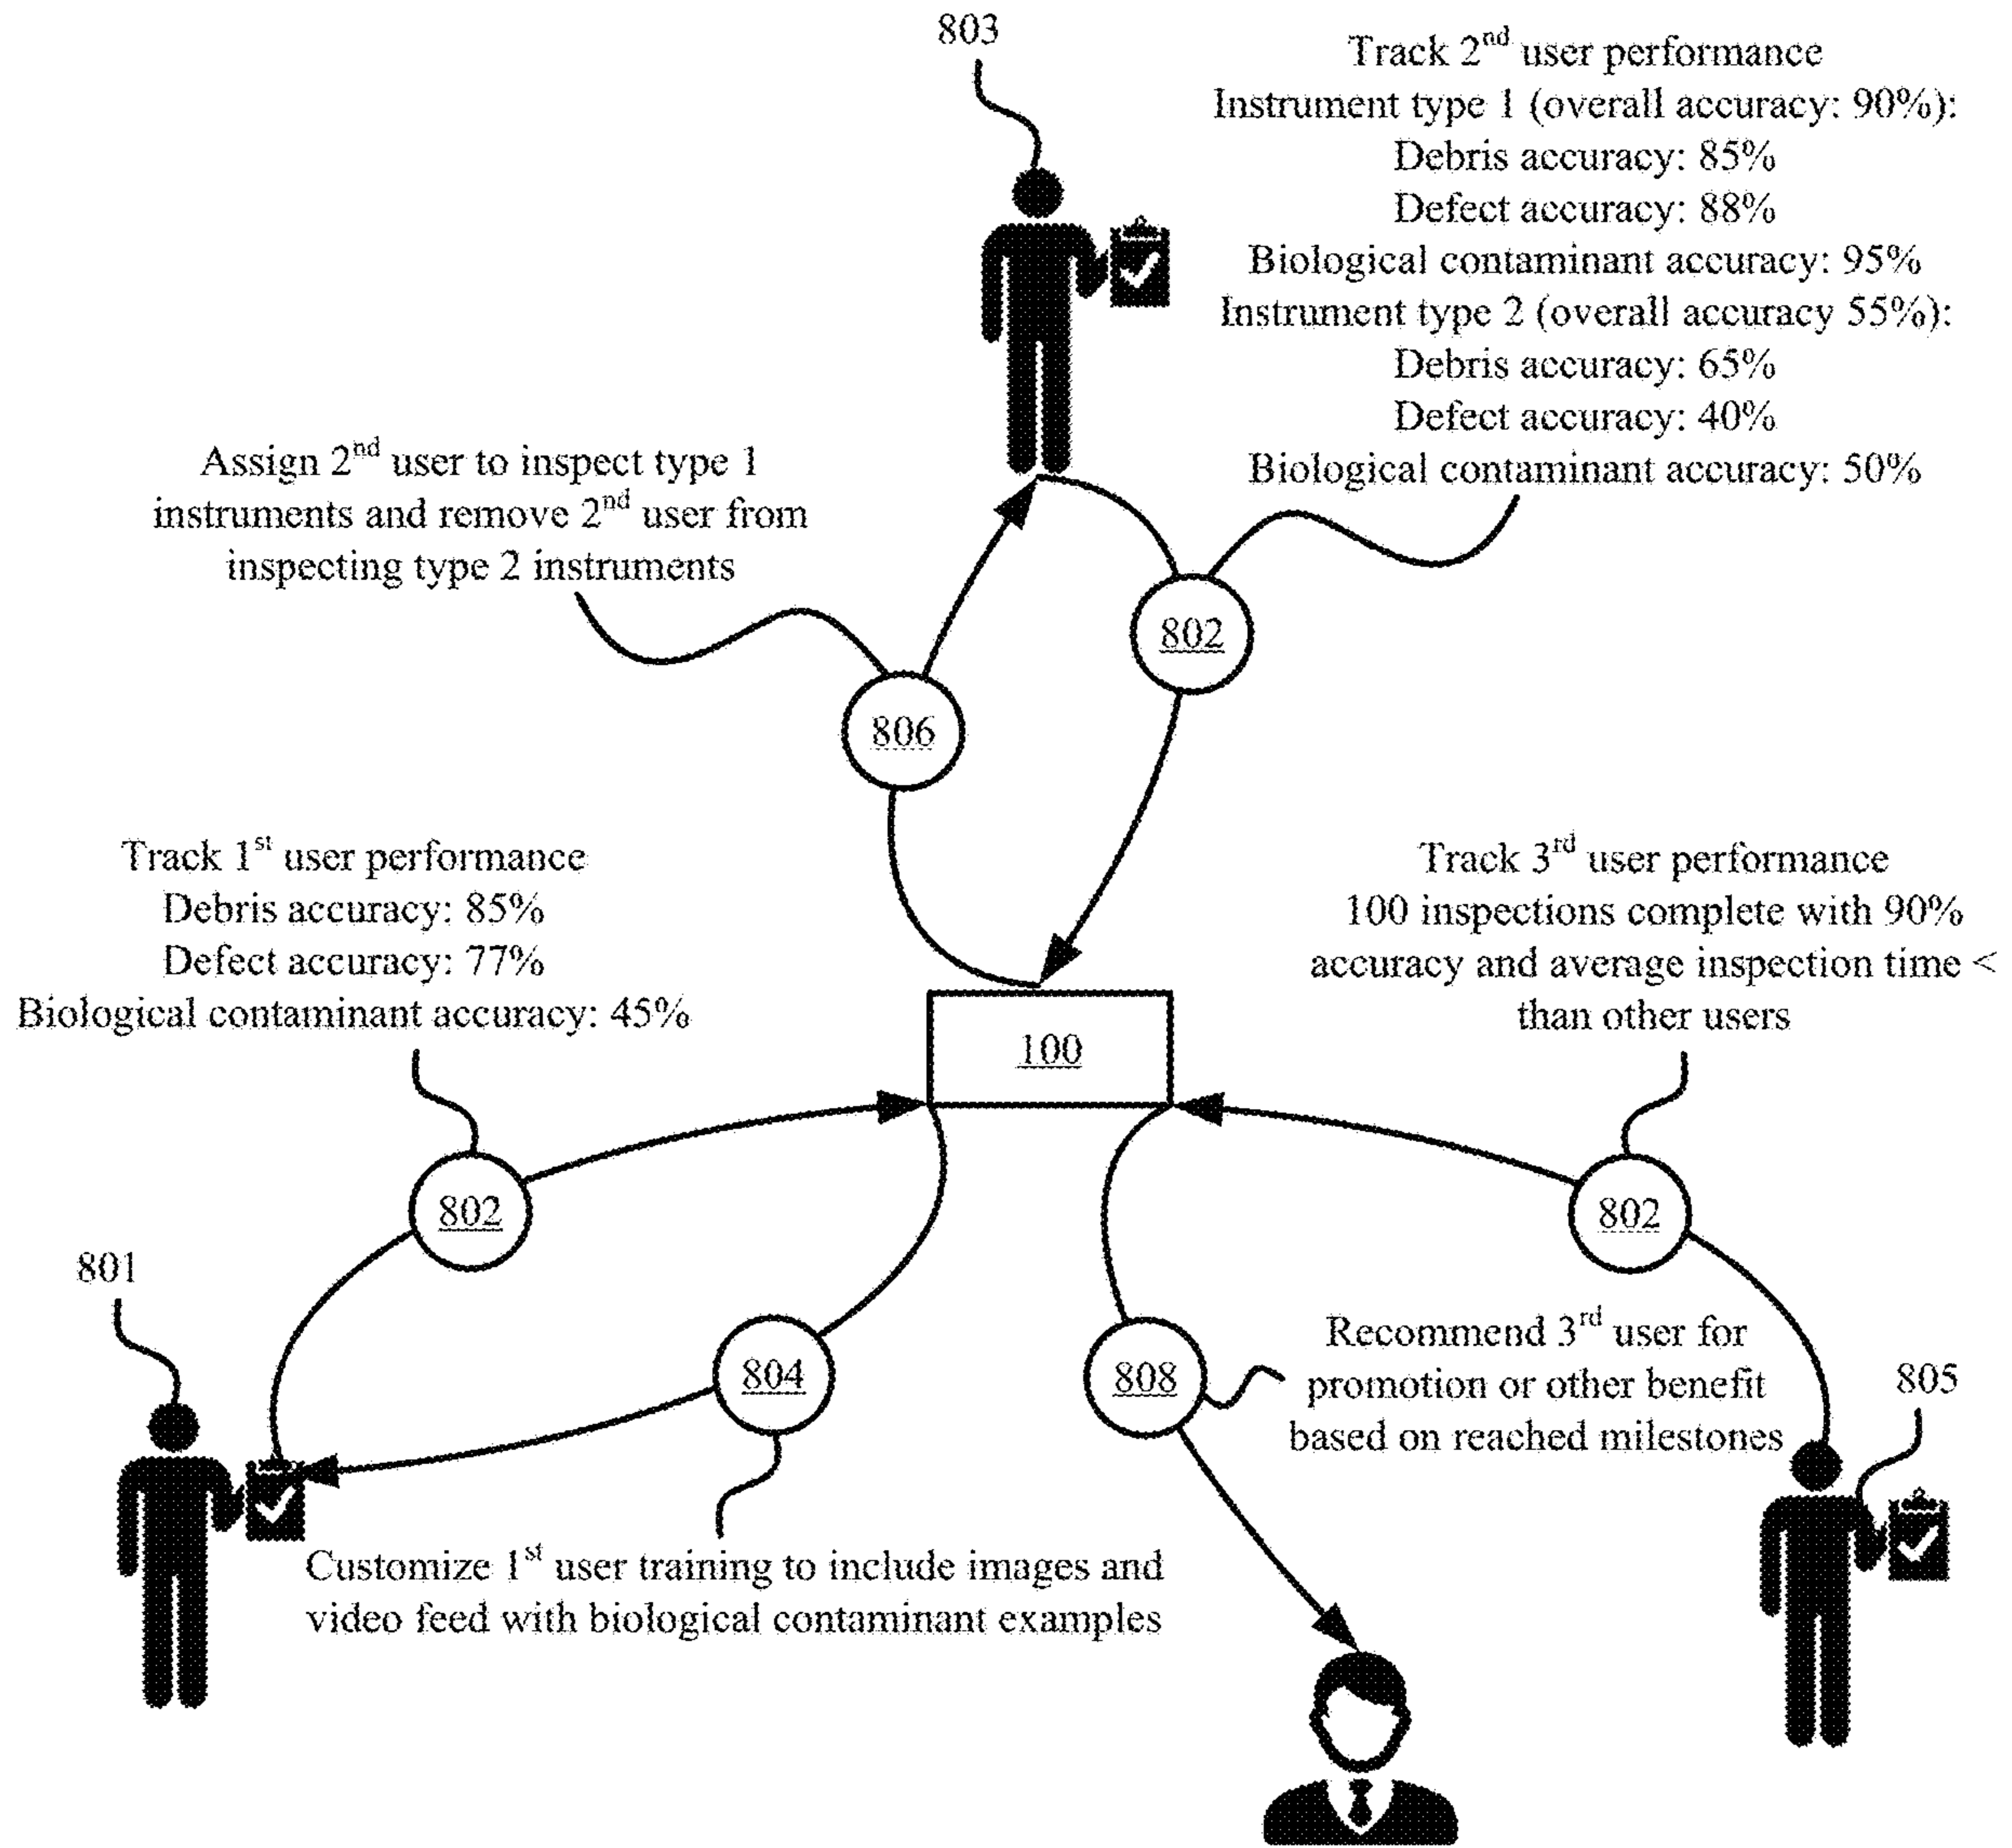 803
Track 2nd user performance
Instrument type 1 (overall accuracy: 90%):
Debris accuracy: 85%
Defect accuracy: 88%
Biological contaminant accuracy: 95%
Instrument type 2 (overall accuracy 55%):
Debris accuracy: 65%
Defect accuracy: 40%
Biological contaminant accuracy: 50%
Assign 2nd user to inspect type 1
instruments and remove 2nd user from
inspecting type 2 instruments
802
806
Track 1st user performance
Debris accuracy: 85%
Defect accuracy: 77%
Biological contaminant accuracy: 45%
Track 3rd user performance
100 inspections complete with 90%
accuracy and average inspection time <
than other users
100
802
802
801
804
808
Recommend 3rd user for
promotion or other benefit
based on reached milestones
805
Customize 1st user training to include images and
video feed with biological contaminant examples